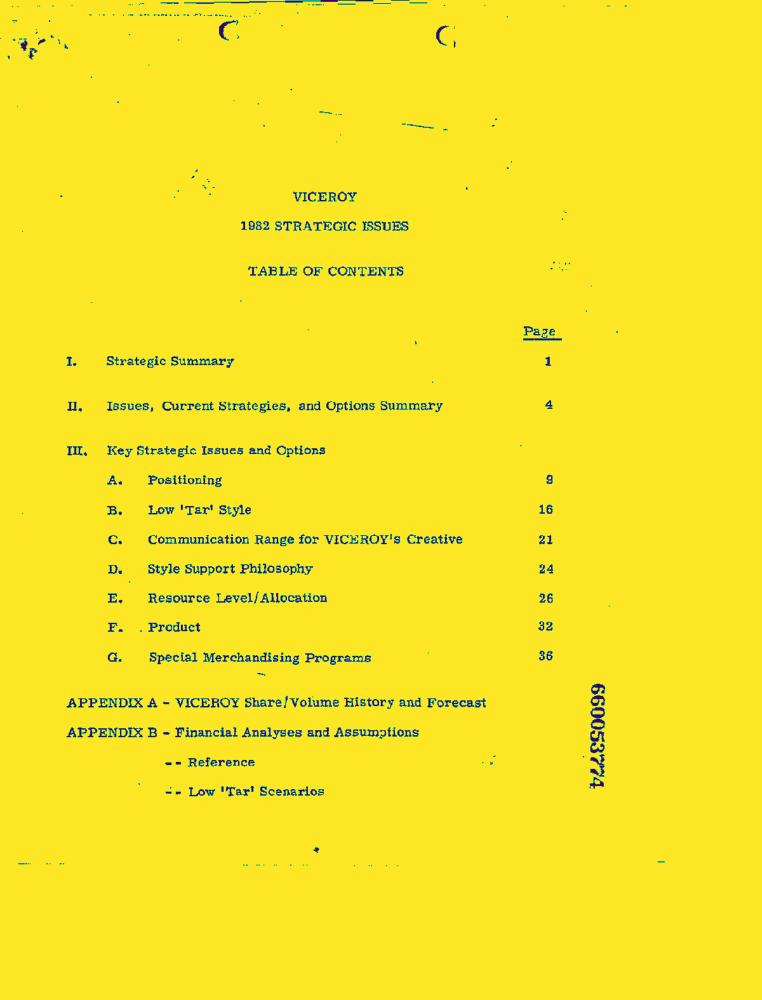 VICEROY
1982 STRATEGIC ISSUES
TABLE OF CONTENTS
Page
I. Strategic Summary 1
II. Issues, Current Strategies, and Options Summary 4
III. Key Strategic Issues and Options
A. Positioning 9
B. Low 'Tar' Style 16
C. Communication Range for VICEROY's Creative 21
D. Style Support Philosophy 24
E. Resource Level/Allocation 26
F. Product 32
G. Special Merchandising Programs 36
APPENDIX A - VICEROY Share/Volume History and Forecast
APPENDIX B - Financial Analyses and Assumptions
-- Reference
-- Low 'Tar' Scenarios
660053774